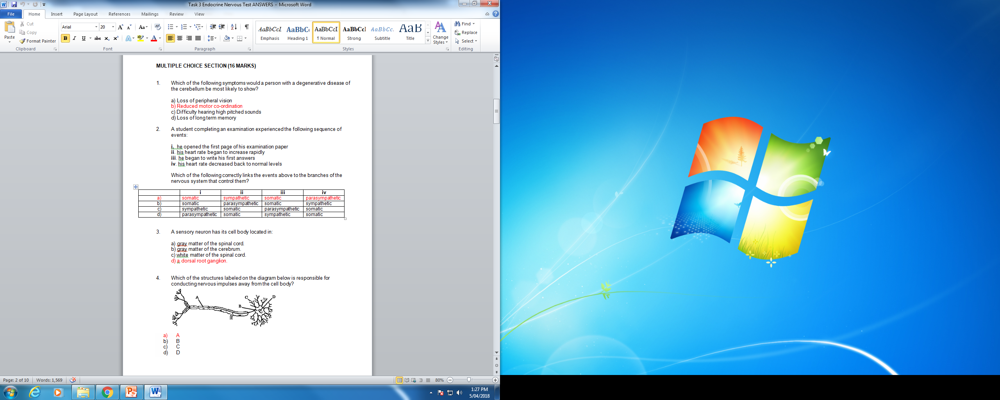 Task 3 Endocrine Nervous Test ANSWERS - Microsoft Word
File Home Insert Page Layout References Mailings Review View
Paste
Cut
Copy
Format Painter
Clipboard
Arial 20
Font
Paragraph
AaBbCcI AaBbC AaBbCcI AaBbCcI AaBbCc. AaB
Emphasis Heading 1 ¶ Normal Strong Subtitle Title
Change Styles
Styles
Find
Replace
Select
Editing
MULTIPLE CHOICE SECTION (16 MARKS)
1. Which of the following symptoms would a person with a degenerative disease of
the cerebellum be most likely to show?
a) Loss of peripheral vision
b) Reduced motor co-ordination
c) Difficulty hearing high pitched sounds
d) Loss of long term memory
2. A student completing an examination experienced the following sequence of
events:
i. he opened the first page of his examination paper
ii. his heart rate began to increase rapidly
iii. he began to write his first answers
iv. his heart rate decreased back to normal levels
Which of the following correctly links the events above to the branches of the
nervous system that control them?
i ii iii iv
a) somatic sympathetic somatic parasympathetic
b) somatic parasympathetic somatic sympathetic
c) sympathetic somatic parasympathetic somatic
d) parasympathetic somatic sympathetic somatic
3. A sensory neuron has its cell body located in:
a) gray matter of the spinal cord.
b) gray matter of the cerebrum.
c) white matter of the spinal cord.
d) a dorsal root ganglion.
4. Which of the structures labeled on the diagram below is responsible for
conducting nervous impulses away from the cell body?
A B C D
a) A
b) B
c) C
d) D
Page: 2 of 10 Words: 1,569 80%
1:27 PM
5/04/2018